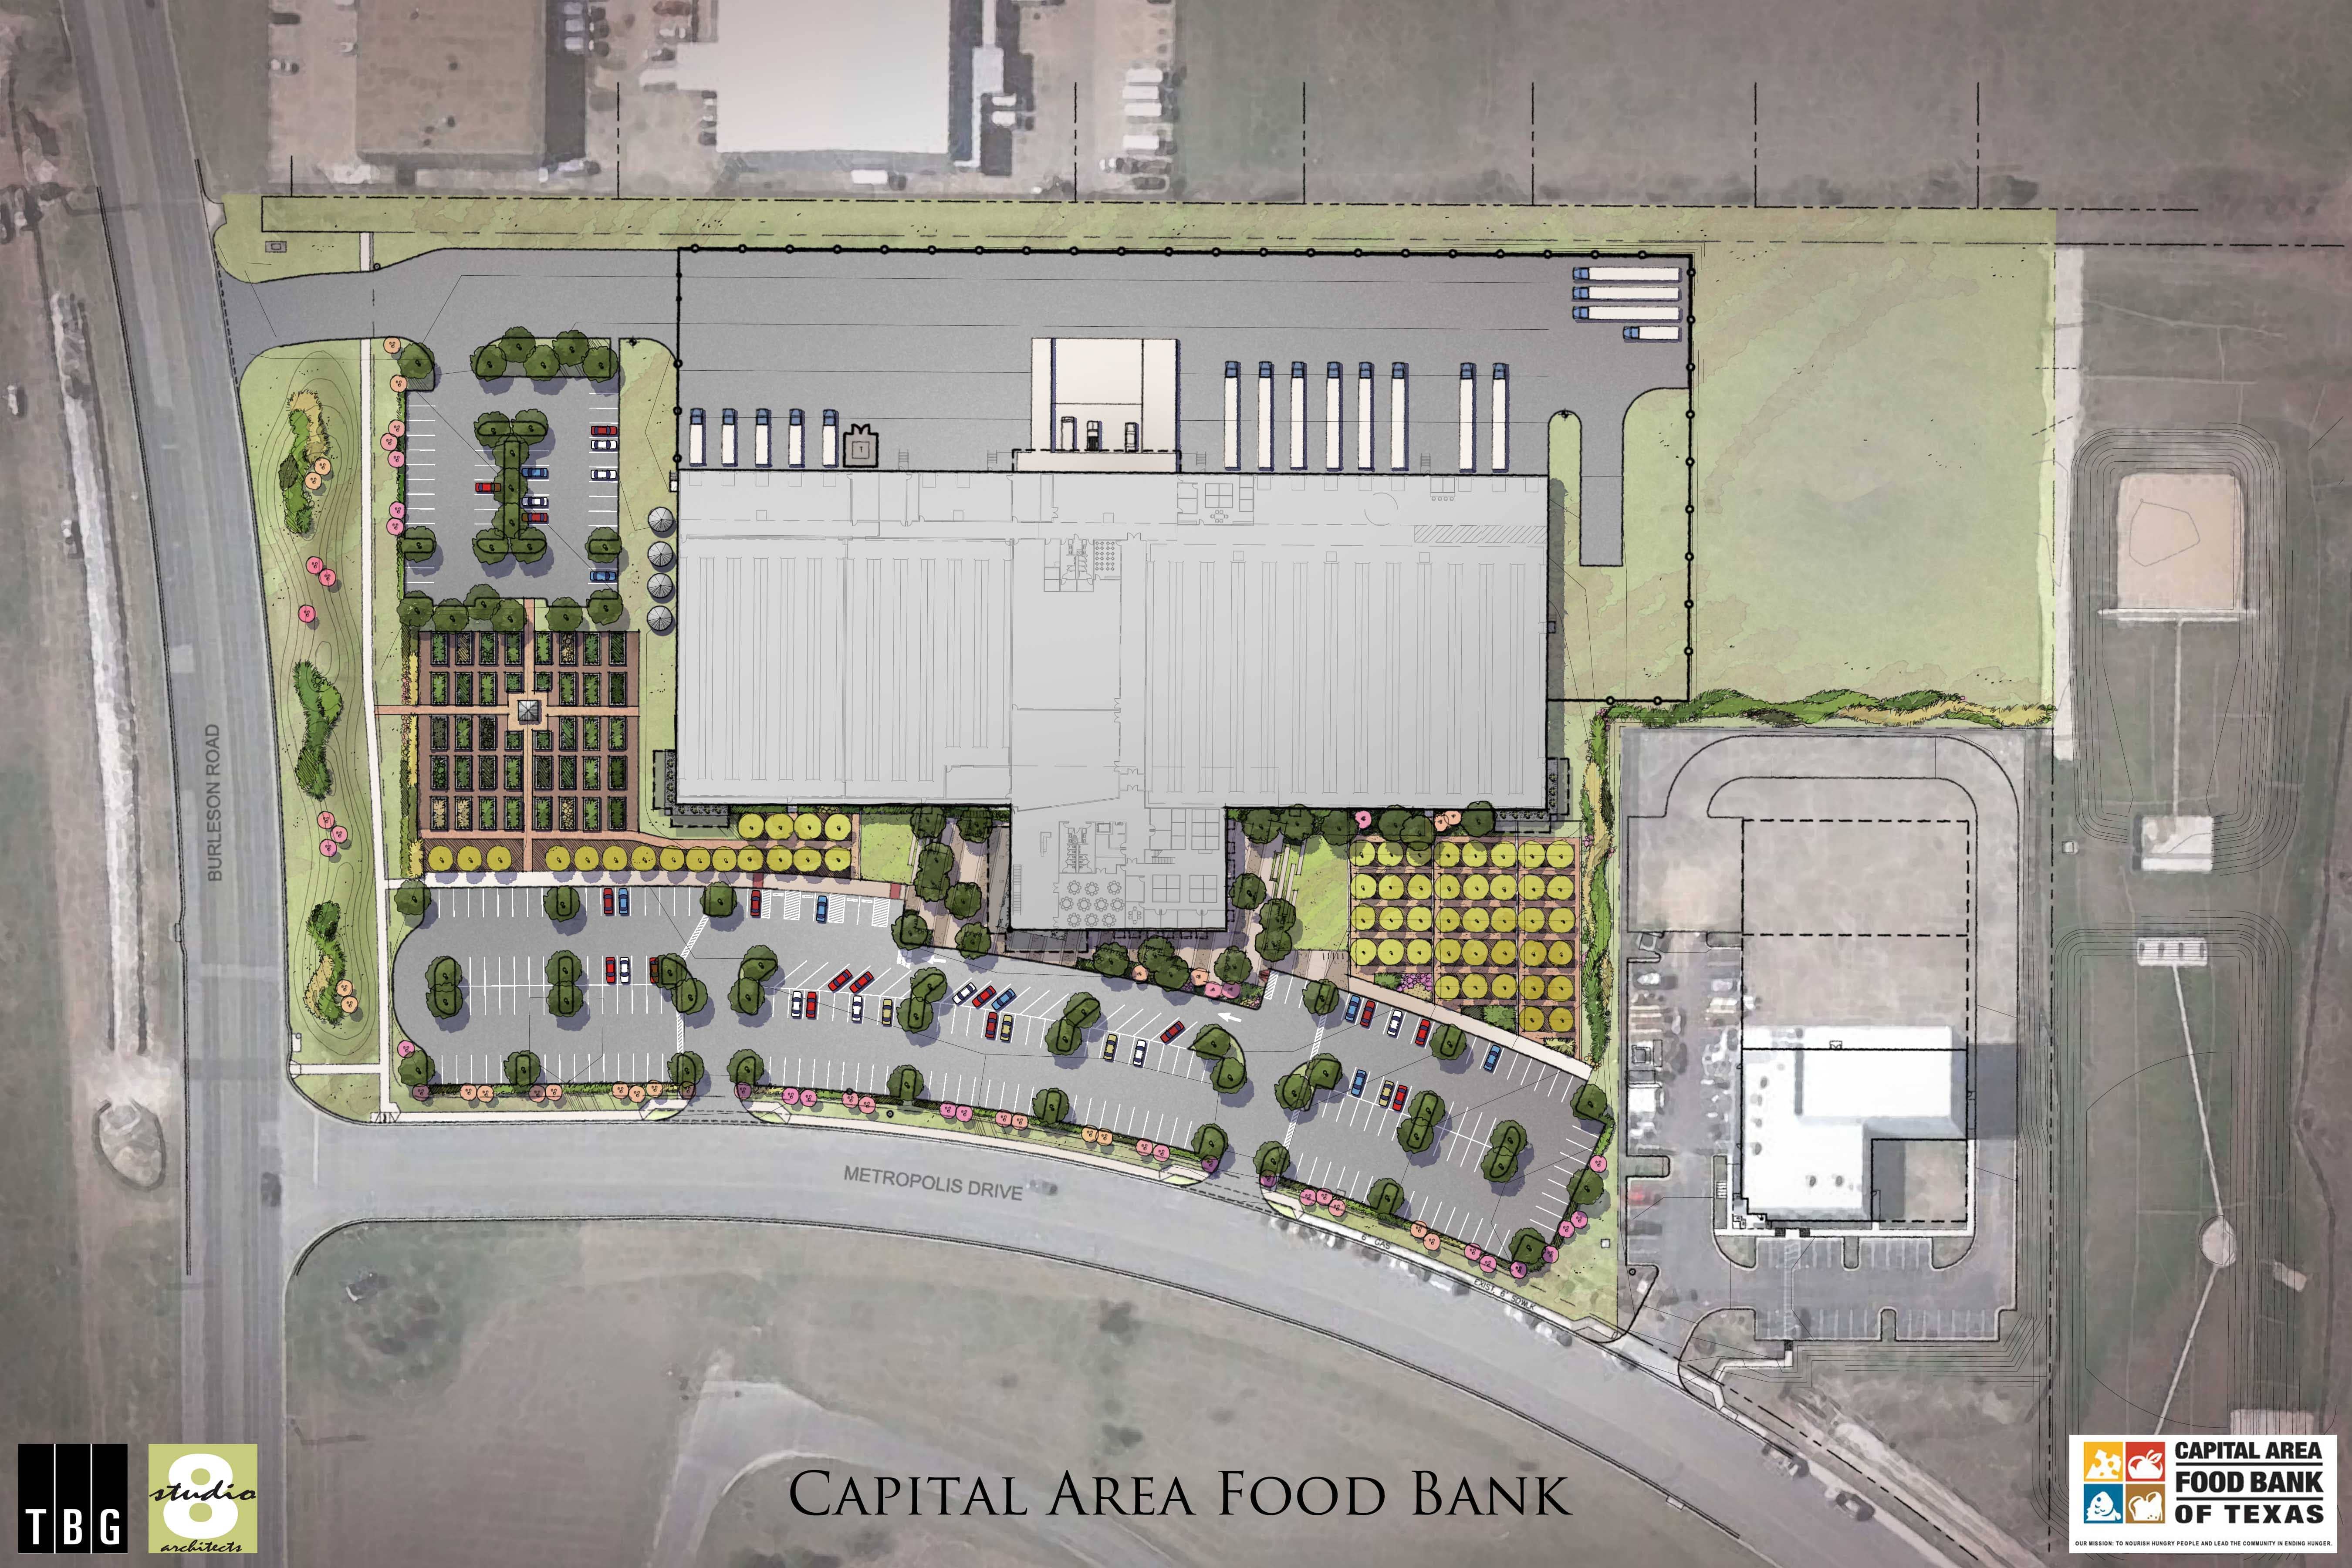 BURLESON ROAD
METROPOLIS DRIVE
6" GAS
EXIST. 6' SDWLK
TBG
8
studio
architects
CAPITAL AREA FOOD BANK
CAPITAL AREA
FOOD BANK
OF TEXAS
OUR MISSION: TO NOURISH HUNGRY PEOPLE AND LEAD THE COMMUNITY IN ENDING HUNGER.